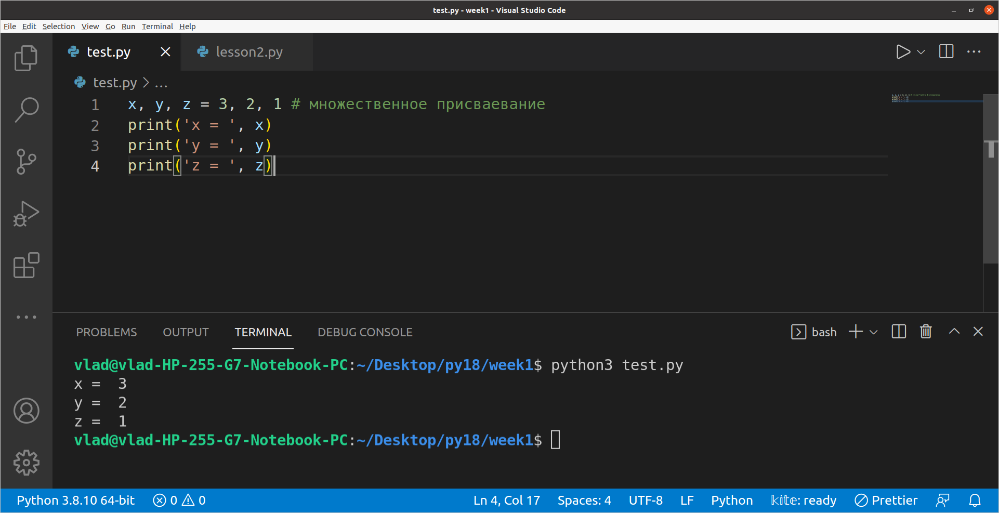 test.py - week1 - Visual Studio Code
File Edit Selection View Go Run Terminal Help
test.py lesson2.py
test.py > ...
1 x, y, z = 3, 2, 1 # множественное присваевание
2 print('x = ', x)
3 print('y = ', y)
4 print('z = ', z)
PROBLEMS OUTPUT TERMINAL DEBUG CONSOLE bash
vlad@vlad-HP-255-G7-Notebook-PC:~/Desktop/py18/week1$ python3 test.py
x =  3
y =  2
z =  1
vlad@vlad-HP-255-G7-Notebook-PC:~/Desktop/py18/week1$
Python 3.8.10 64-bit 0 0 Ln 4, Col 17 Spaces: 4 UTF-8 LF Python kite: ready Prettier